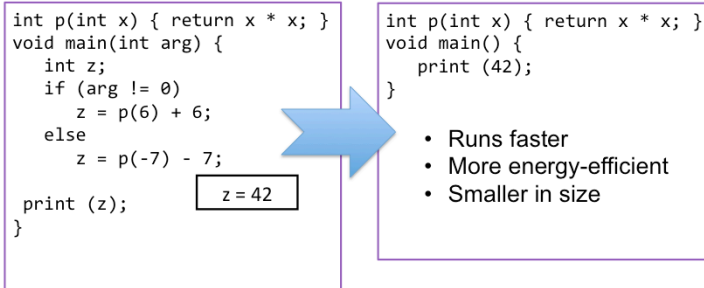 int p(int x) { return x * x; }
void main(int arg) {
int z;
if (arg != 0)
z = p(6) + 6;
else
z = p(-7) - 7;
z = 42
print (z);
}
int p(int x) { return x * x; }
void main() {
print (42);
}
• Runs faster
• More energy-efficient
• Smaller in size